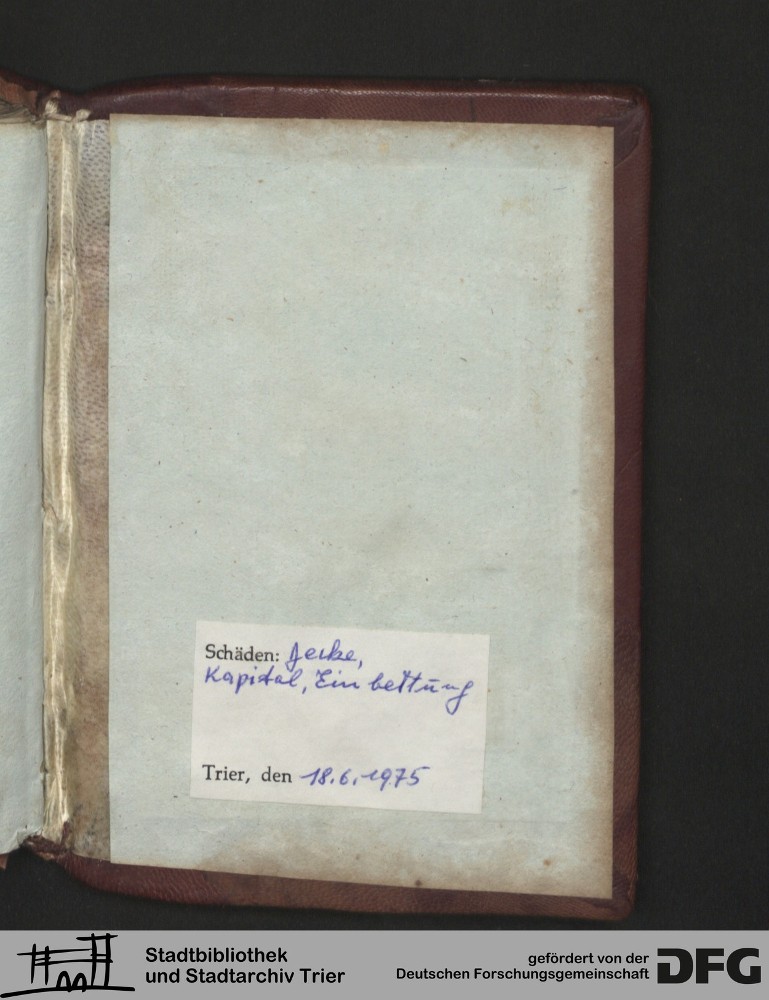 Schäden: Decke,
Kapital, Einbettung
Trier, den 18.6.1975
Stadtbibliothek
und Stadtarchiv Trier
gefördert von der
Deutschen Forschungsgemeinschaft
DFG